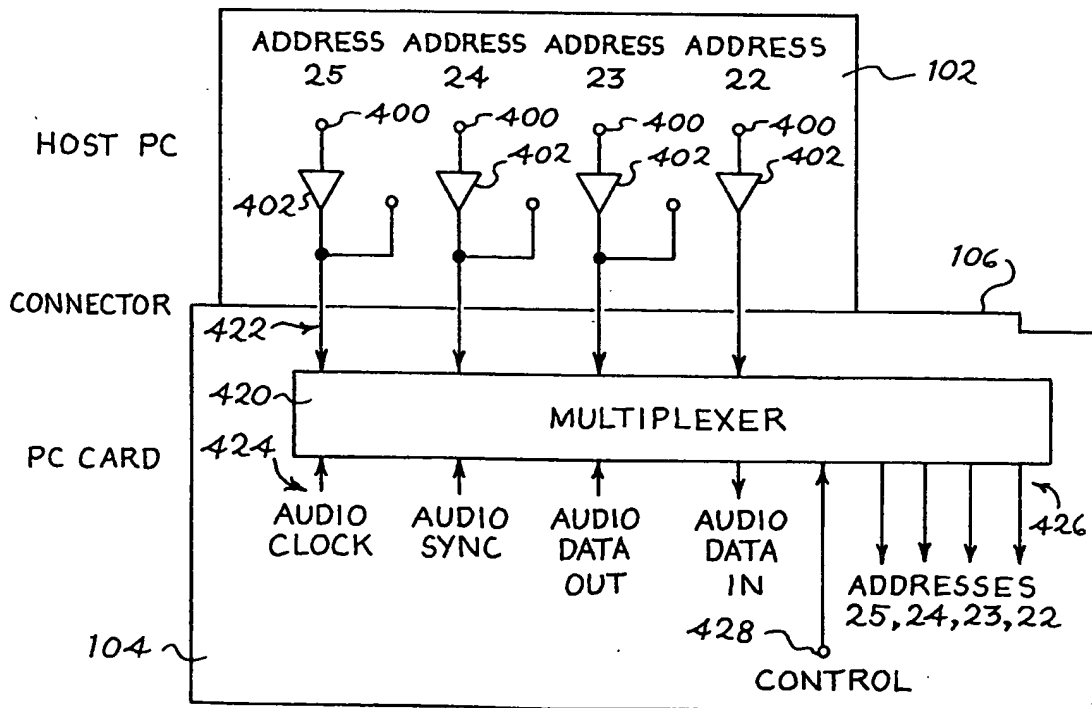 ADDRESS 25
ADDRESS 24
ADDRESS 23
ADDRESS 22
102
400
400
400
400
HOST PC
402
402
402
402
CONNECTOR
106
422
420
MULTIPLEXER
PC CARD
424
AUDIO CLOCK
AUDIO SYNC
AUDIO DATA OUT
AUDIO DATA IN
426
ADDRESSES
25, 24, 23, 22
428
104
CONTROL